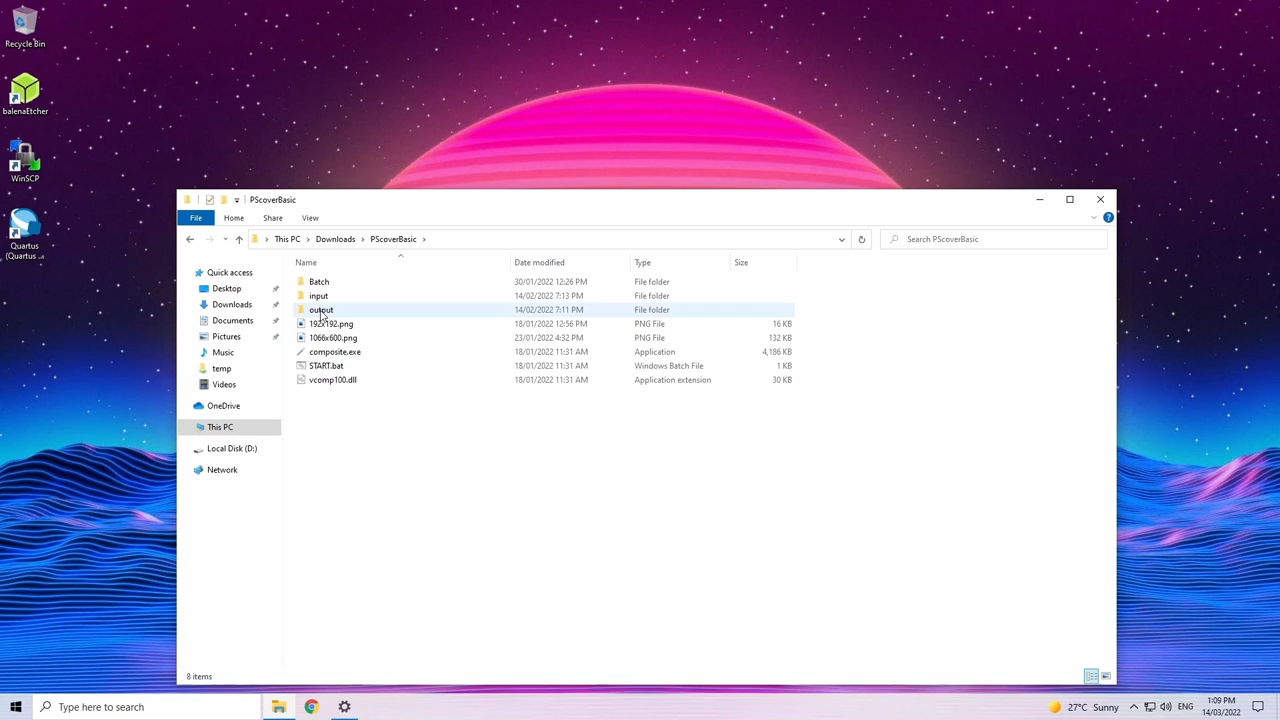 Recycle Bin
balenaEtcher
WinSCP
Quartus
(Quartus ...
PScoverBasic
File Home Share View
This PC Downloads PScoverBasic
Search PScoverBasic
Name Date modified Type Size
Quick access
Desktop
Downloads
Documents
Pictures
Music
temp
Videos
OneDrive
This PC
Local Disk (D:)
Network
Batch 30/01/2022 12:26 PM File folder
input 14/02/2022 7:13 PM File folder
output 14/02/2022 7:11 PM File folder
192x192.png 18/01/2022 12:56 PM PNG File 16 KB
1066x600.png 23/01/2022 4:32 PM PNG File 132 KB
composite.exe 18/01/2022 11:31 AM Application 4,186 KB
START.bat 18/01/2022 11:31 AM Windows Batch File 1 KB
vcomp100.dll 18/01/2022 11:31 AM Application extension 30 KB
8 items
Type here to search
27°C Sunny
ENG
1:09 PM
14/03/2022